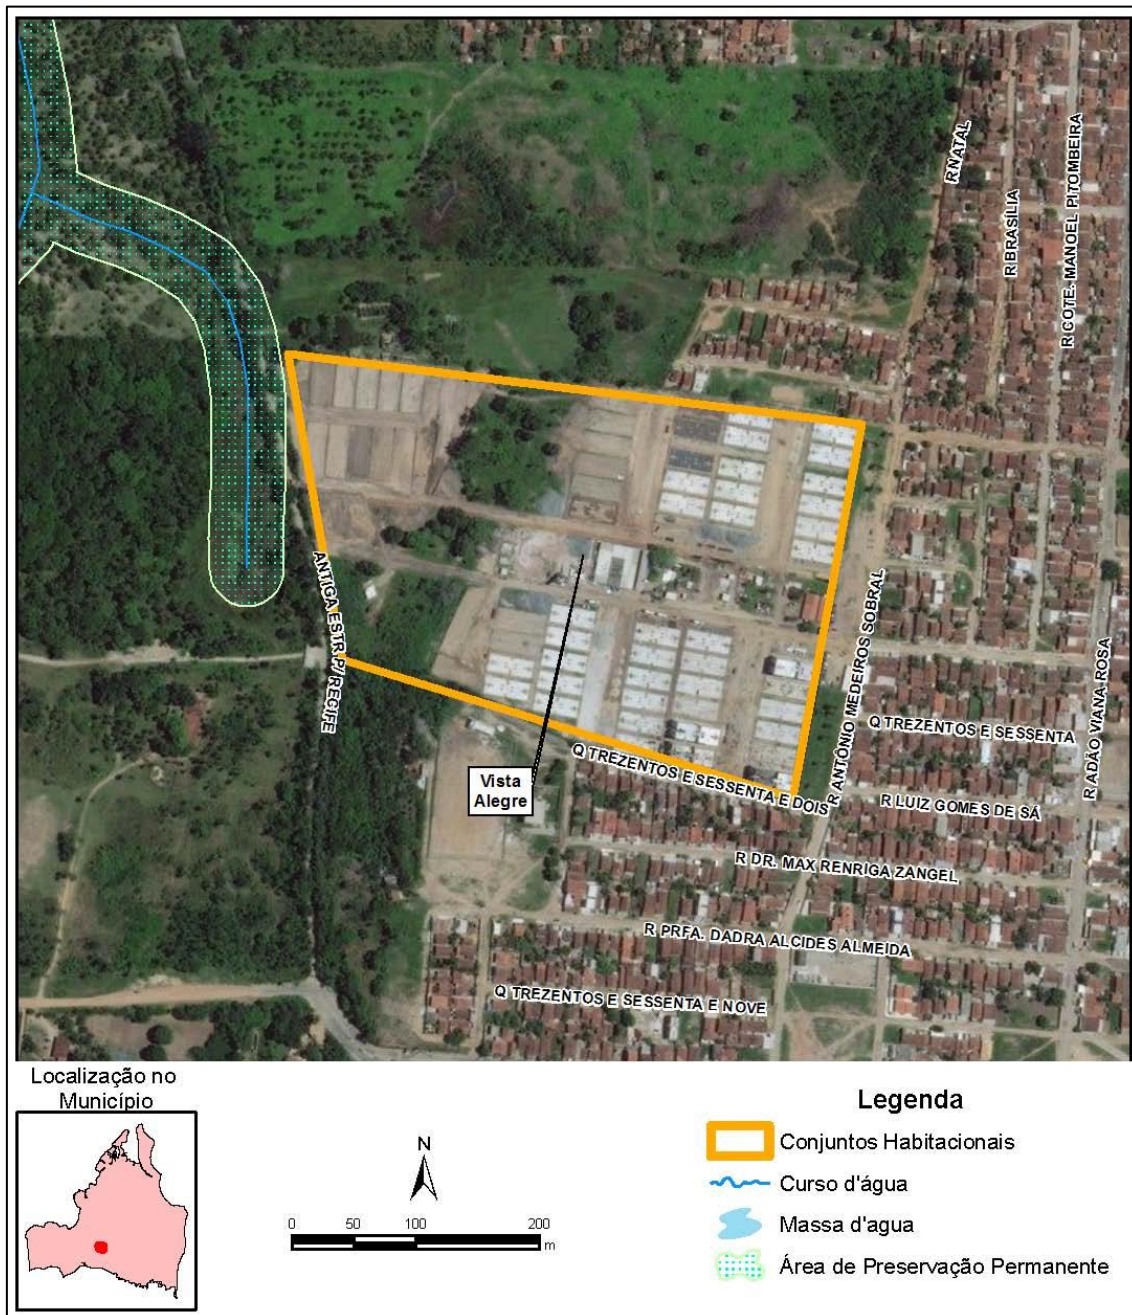 R NATAL
R BRASÍLIA
R COTE. MANOEL PITOMBEIRA
ANTIGA ESTR. P/ RECIFE
R ANTÔNIO MEDEIROS SOBRAL
R ADÃO VIANA ROSA
Q TREZENTOS E SESSENTA
Q TREZENTOS E SESSENTA E DOIS
Vista
Alegre
R LUIZ GOMES DE SÁ
R DR. MAX RENRIGA ZANGEL
R PRFA. DADRA ALCIDES ALMEIDA
Q TREZENTOS E SESSENTA E NOVE
Localização no
Município
N
0 50 100 200
m
Legenda
Conjuntos Habitacionais
Curso d'água
Massa d'agua
Área de Preservação Permanente